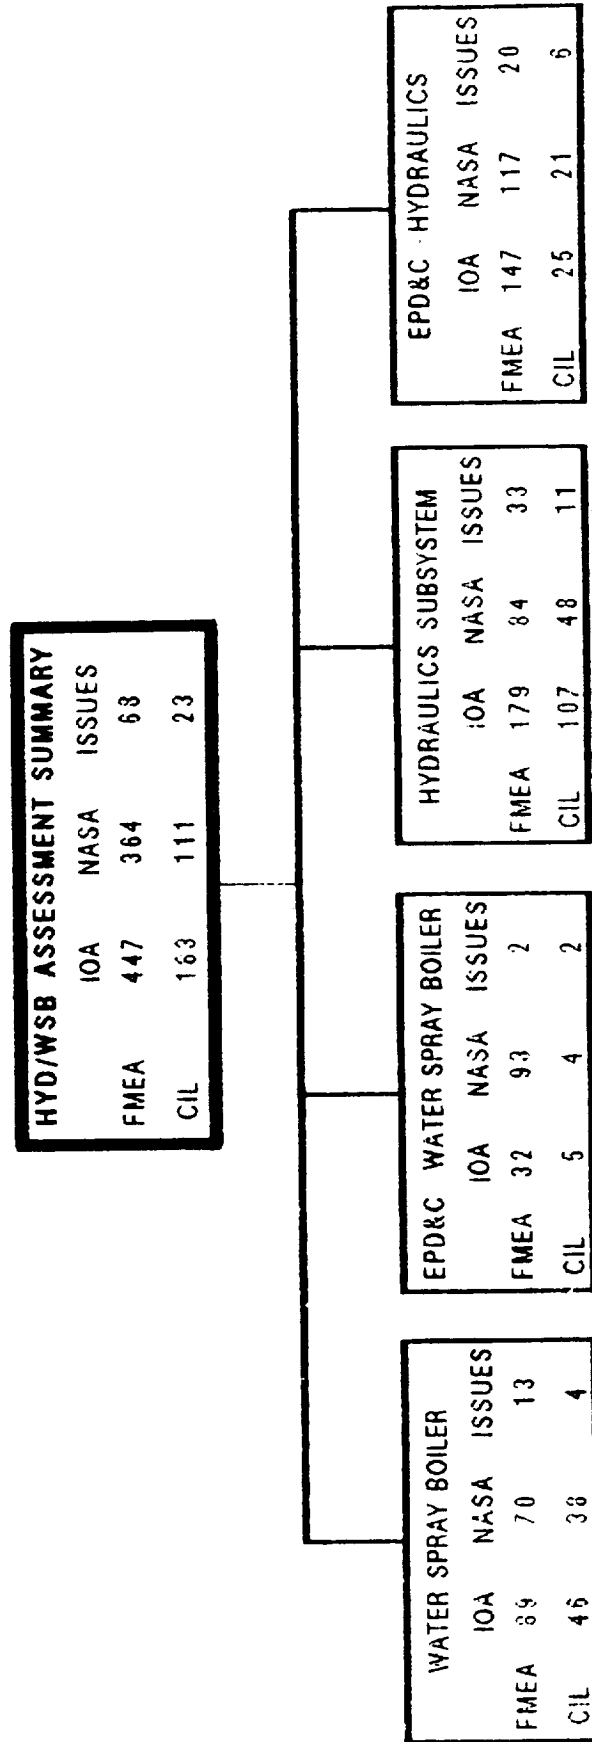 HYD/WSB ASSESSMENT SUMMARY
IOA NASA ISSUES
FMEA 447 364 68
CIL 183 111 23
WATER SPRAY BOILER
IOA NASA ISSUES
FMEA 89 70 13
CIL 46 38 4
EPD&C WATER SPRAY BOILER
IOA NASA ISSUES
FMEA 32 93 2
CIL 5 4 2
HYDRAULICS SUBSYSTEM
IOA NASA ISSUES
FMEA 179 84 33
CIL 107 48 11
EPD&C - HYDRAULICS
IOA NASA ISSUES
FMEA 147 117 20
CIL 25 21 6